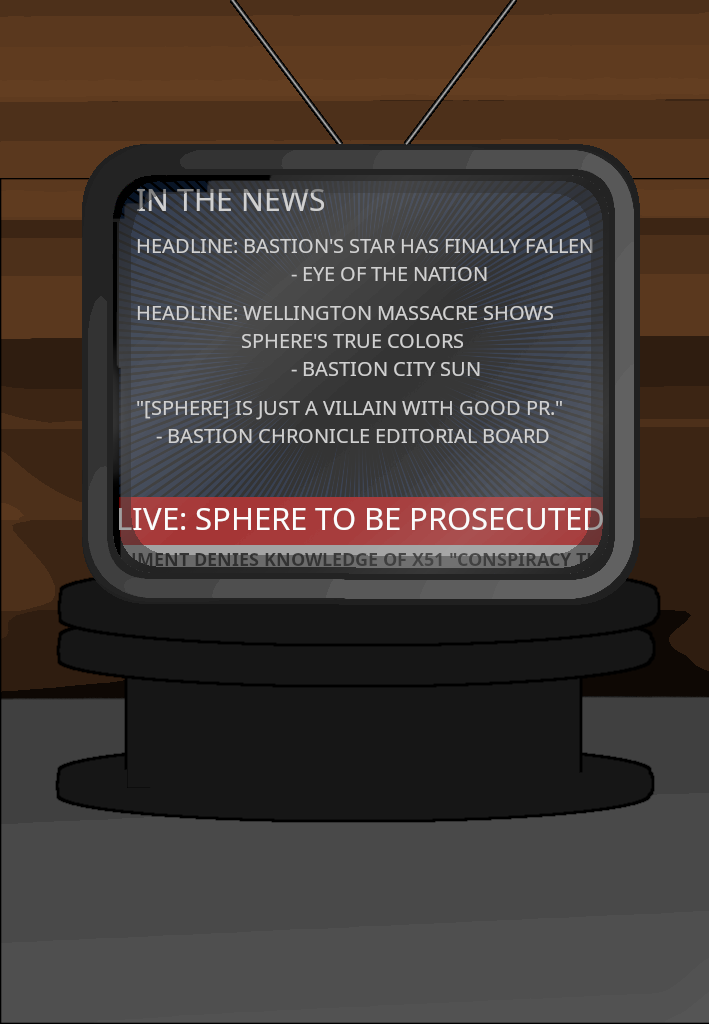 IN THE NEWS
HEADLINE: BASTION'S STAR HAS FINALLY FALLEN
- EYE OF THE NATION
HEADLINE: WELLINGTON MASSACRE SHOWS
SPHERE'S TRUE COLORS
- BASTION CITY SUN
"[SPHERE] IS JUST A VILLAIN WITH GOOD PR."
- BASTION CHRONICLE EDITORIAL BOARD
LIVE: SPHERE TO BE PROSECUTED
NMENT DENIES KNOWLEDGE OF X51 "CONSPIRACY